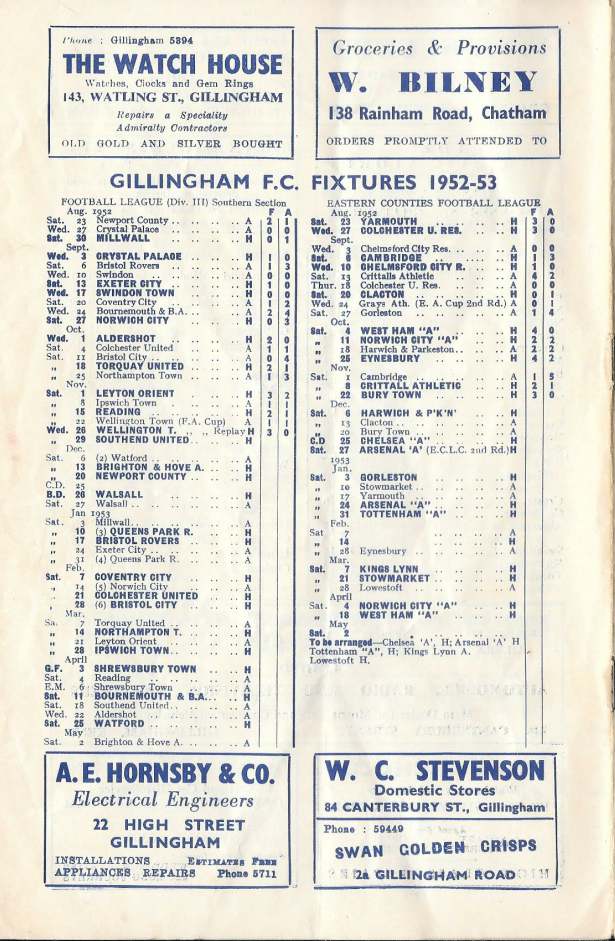 Phone : Gillingham 5394
THE WATCH HOUSE
Watches, Clocks and Gem Rings
143, WATLING ST., GILLINGHAM
Repairs a Speciality
Admiralty Contractors
OLD GOLD AND SILVER BOUGHT
Groceries & Provisions
W. BILNEY
138 Rainham Road, Chatham
ORDERS PROMPTLY ATTENDED TO
GILLINGHAM F.C. FIXTURES 1952-53
FOOTBALL LEAGUE (Div. III) Southern Section
Aug. 1952 F A
Sat. 23 Newport County .. .. .. .. A 2 1
Wed. 27 Crystal Palace .. .. .. .. A 0 0
Sat. 30 MILLWALL .. .. .. .. H 0 1
Sept.
Wed. 3 CRYSTAL PALACE .. .. .. H 1 0
Sat. 6 Bristol Rovers .. .. .. .. A 1 3
Wed. 10 Swindon .. .. .. .. A 0 0
Sat. 13 EXETER CITY .. .. .. .. H 1 0
Wed. 17 SWINDON TOWN .. .. .. H 0 0
Sat. 20 Coventry City .. .. .. .. A 1 2
Wed. 24 Bournemouth & B.A. .. .. .. A 2 4
Sat. 27 NORWICH CITY .. .. .. H 0 3
Oct.
Wed. 1 ALDERSHOT .. .. .. .. H 2 0
Sat. 4 Colchester United .. .. .. A 1 1
Sat. 11 Bristol City .. .. .. .. A 0 4
„ 18 TORQUAY UNITED .. .. .. H 2 1
„ 25 Northampton Town .. .. .. A 1 3
Nov.
Sat. 1 LEYTON ORIENT .. .. .. H 3 2
„ 8 Ipswich Town .. .. .. .. A 1 1
„ 15 READING .. .. .. .. H 2 1
„ 22 Wellington Town (F.A. Cup) A 1 1
Wed. 26 WELLINGTON T. .. „ Replay H 3 0
„ 29 SOUTHEND UNITED .. .. .. H
Dec.
Sat. 6 (2) Watford .. .. .. .. A
„ 13 BRIGHTON & HOVE A. .. .. .. H
„ 20 NEWPORT COUNTY .. .. .. H
C.D. 25
B.D. 26 WALSALL .. .. .. .. H
Sat. 27 Walsall .. .. .. .. A
Jan 1953
Sat. 3 Millwall .. .. .. .. A
„ 10 (3) QUEENS PARK R. .. .. .. H
„ 17 BRISTOL ROVERS .. .. .. H
„ 24 Exeter City .. .. .. .. A
„ 31 (4) Queens Park R. .. .. .. A
Feb.
Sat. 7 COVENTRY CITY .. .. .. H
„ 14 (5) Norwich City .. .. .. A
„ 21 COLCHESTER UNITED .. .. .. H
„ 28 (6) BRISTOL CITY .. .. .. H
Mar.
Sa. 7 Torquay United .. .. .. A
„ 14 NORTHAMPTON T. .. .. .. H
„ 21 Leyton Orient .. .. .. A
„ 28 IPSWICH TOWN .. .. .. H
April
G.F. 3 SHREWSBURY TOWN .. .. H
Sat. 4 Reading .. .. .. .. A
E.M. 6 Shrewsbury Town .. .. .. A
Sat. 11 BOURNEMOUTH & B.A. .. .. H
Sat. 18 Southend United .. .. .. A
Wed. 22 Aldershot .. .. .. .. A
Sat. 25 WATFORD .. .. .. .. H
May
Sat. 2 Brighton & Hove A. .. .. .. A
EASTERN COUNTIES FOOTBALL LEAGUE
Aug. 1952 F A
Sat. 23 YARMOUTH .. .. .. .. H 3 0
Wed. 27 COLCHESTER U. RES. .. .. H 3 0
Sept.
Wed. 3 Chelmsford City Res. .. .. A 0 0
Sat. 6 CAMBRIDGE .. .. .. H 1 3
Wed. 10 CHELMSFORD CITY R. .. .. H 1 0
Sat. 13 Crittalls Athletic .. .. .. A 4 2
Thur. 18 Colchester U. Res. .. .. A 0 0
Sat. 20 CLACTON .. .. .. .. H 0 1
Wed. 24 Grays Ath. (E. A. Cup 2nd Rd.) A 0 1
Sat. 27 Gorleston .. .. .. .. A 1 4
Oct.
Sat. 4 WEST HAM "A" .. .. .. H 4 0
„ 11 NORWICH CITY "A" .. .. H 2 2
„ 18 Harwich & Parkeston .. .. A 2 2
„ 25 EYNESBURY .. .. .. H 4 2
Nov.
Sat. 1 Cambridge .. .. .. .. A 1 5
„ 8 CRITTALL ATHLETIC .. .. H 2 1
„ 22 BURY TOWN .. .. .. H 3 0
Dec.
Sat. 6 HARWICH & P'K'N' .. .. H
„ 13 Clacton .. .. .. .. A
„ 20 Bury Town .. .. .. .. A
C.D 25 CHELSEA "A" .. .. .. H
Sat. 27 ARSENAL 'A' (E.C.L.C. 2nd Rd.) H
1953
Jan.
Sat. 3 GORLESTON .. .. .. H
„ 10 Stowmarket .. .. .. .. A
„ 17 Yarmouth .. .. .. .. A
„ 24 ARSENAL "A" .. .. .. H
„ 31 TOTTENHAM "A" .. .. H
Feb.
Sat 7 .. .. .. ..
„ 14 .. .. .. .. H
„ 28 Eynesbury .. .. .. .. A
Mar.
Sat. 7 KINGS LYNN .. .. .. H
„ 21 STOWMARKET .. .. .. H
„ 28 Lowestoft .. .. .. .. A
April
Sat. 4 NORWICH CITY "A" .. .. H
„ 18 WEST HAM "A" .. .. .. H
May
Sat. 2 .. .. .. ..
To be arranged—Chelsea 'A', H; Arsenal 'A' H
Tottenham "A", H; Kings Lynn A.
Lowestoft H.
A. E. HORNSBY & CO.
Electrical Engineers
22 HIGH STREET
GILLINGHAM
INSTALLATIONS ESTIMATES FREE
APPLIANCES REPAIRS Phone 5711
W. C. STEVENSON
Domestic Stores
84 CANTERBURY ST., Gillingham
Phone : 59449
SWAN GOLDEN CRISPS
2a GILLINGHAM ROAD